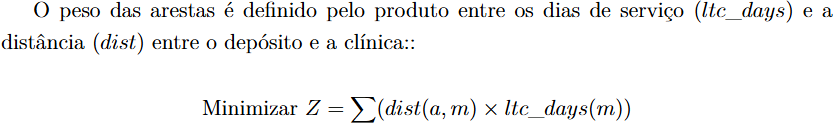 O peso das arestas é definido pelo produto entre os dias de serviço (ltc_days) e a
distância (dist) entre o depósito e a clínica::
Minimizar Z = ∑(dist(a, m) × ltc_days(m))